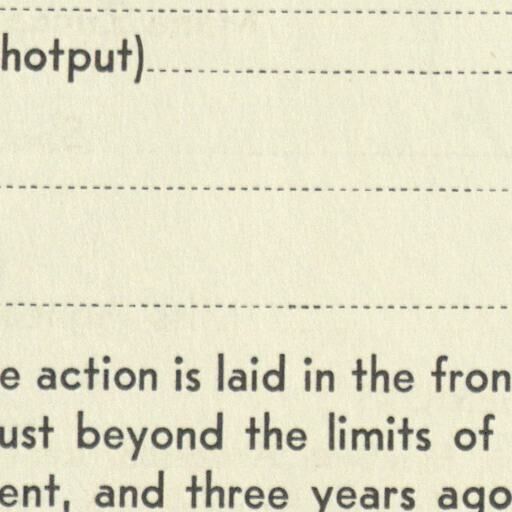 hotput)
e action is laid in the fron
ust beyond the limits of
ent, and three years ago